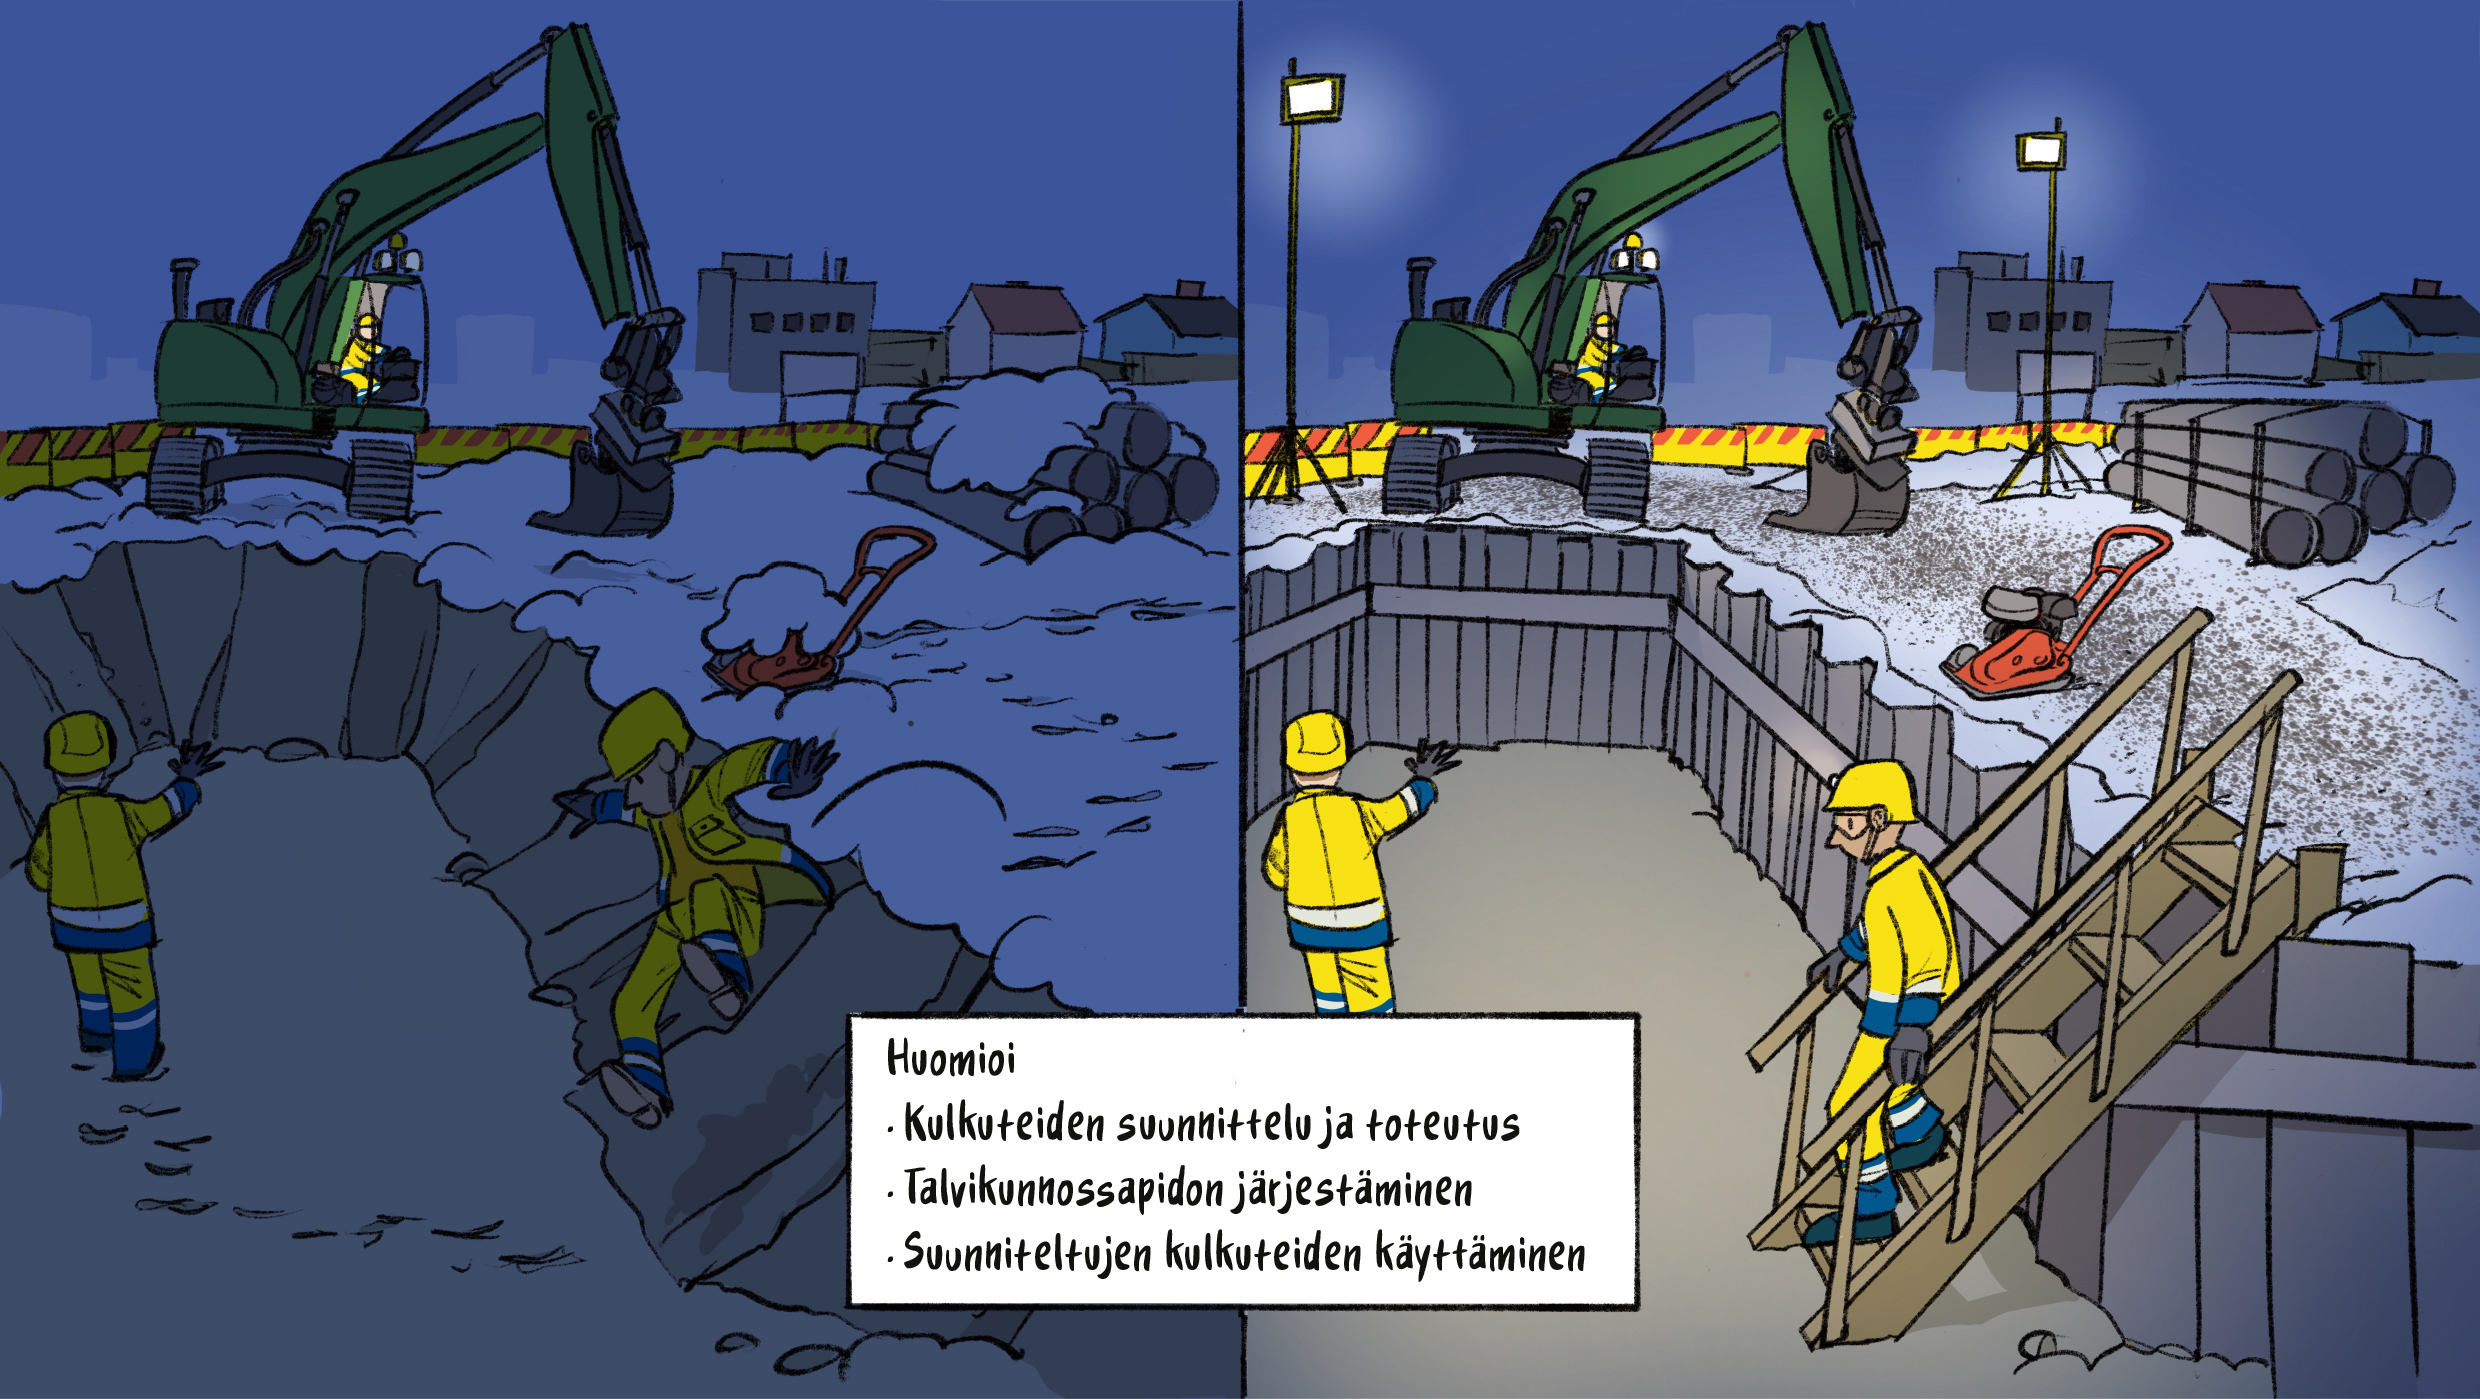 Huomioi
· Kulkuteiden suunnittelu ja toteutus
· Talvikunnossapidon järjestäminen
· Suunniteltujen kulkuteiden käyttäminen